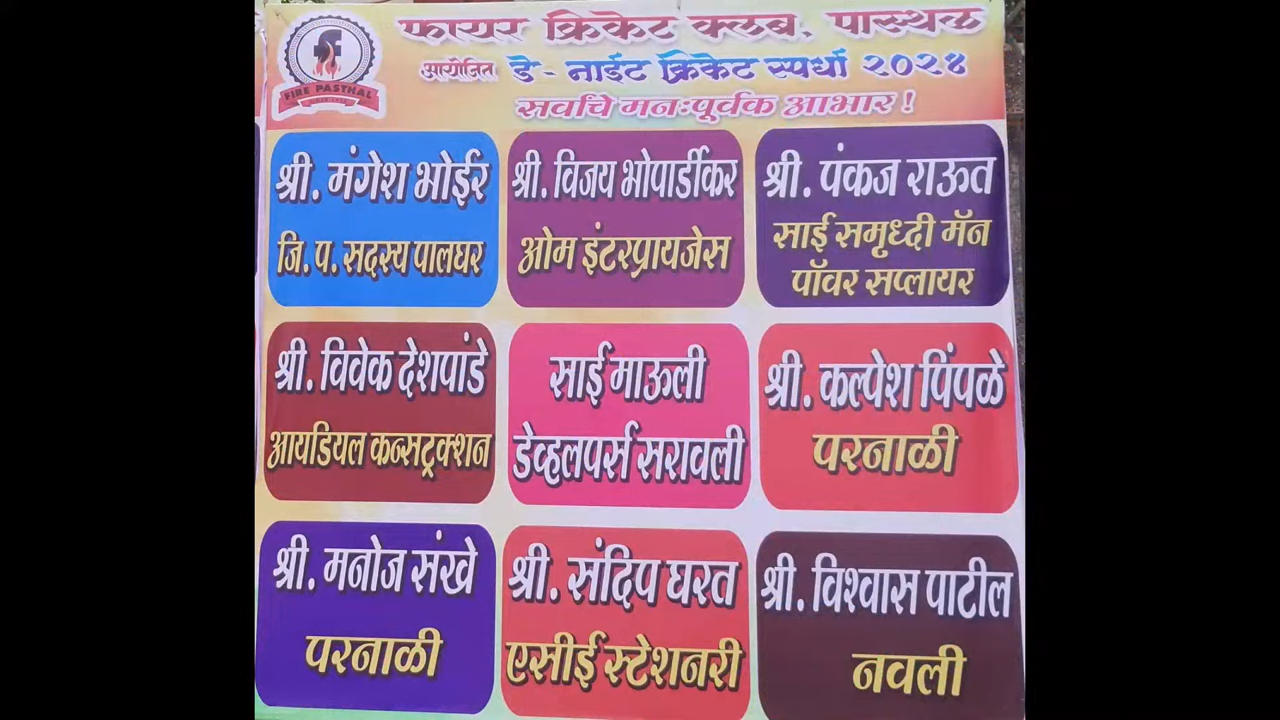 फायर क्रिकेट क्लब, पास्थळ
आयोजित डे - नाईट क्रिकेट स्पर्धा २०२४
सर्वांचे मनःपूर्वक आभार !
FIRE PASTHAL
श्री. मंगेश भोईर
जि. प. सदस्य पालघर
श्री. विजय भोपार्डीकर
ओम इंटरप्रायजेस
श्री. पंकज राऊत
साई समृध्दी मॅन
पॉवर सप्लायर
श्री. विवेक देशपांडे
आयडियल कन्सट्रक्शन
साई माऊली
डेव्हलपर्स सरावली
श्री. कल्पेश पिंपळे
परनाळी
श्री. मनोज संखे
परनाळी
श्री. संदिप घरत
एसीई स्टेशनरी
श्री. विश्वास पाटील
नवली